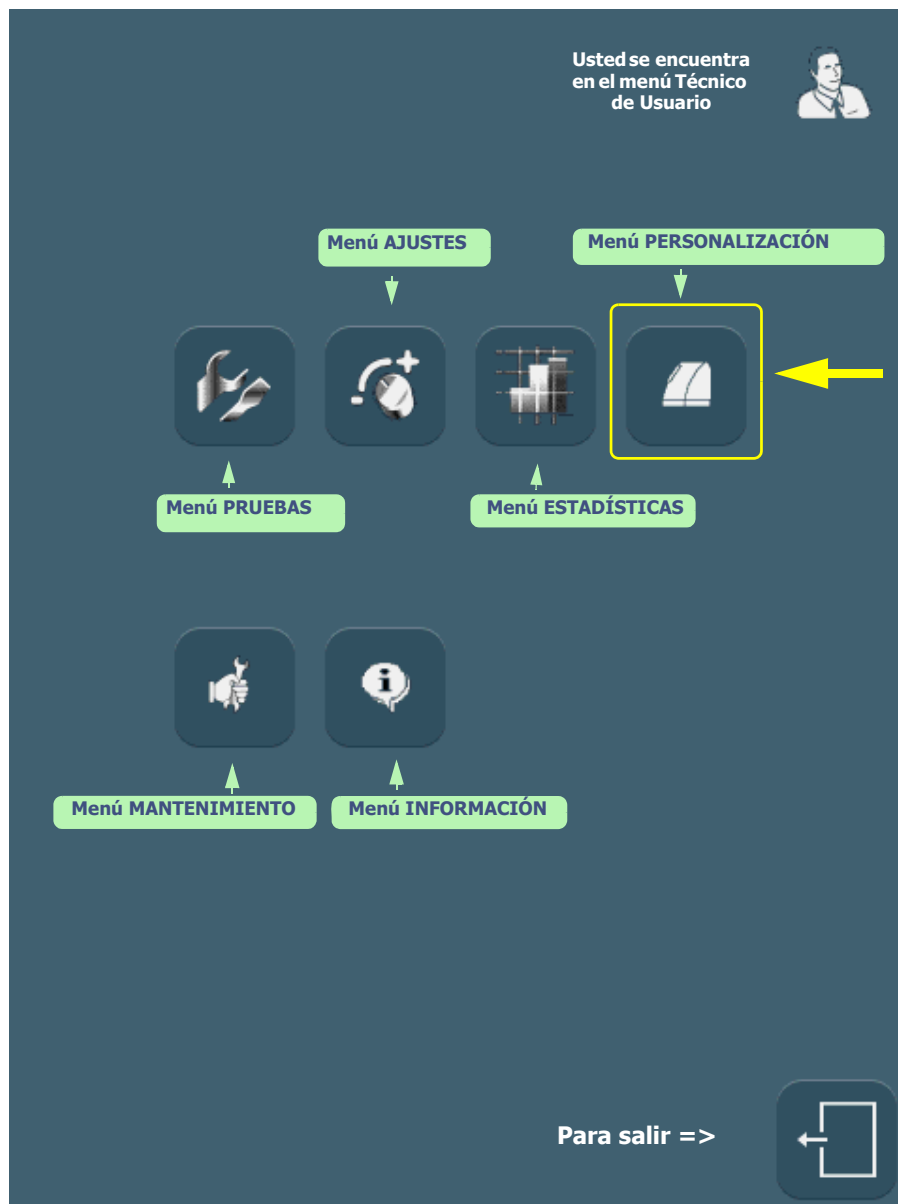 Usted se encuentra
en el menú Técnico
de Usuario
Menú AJUSTES
Menú PERSONALIZACIÓN
Menú PRUEBAS
Menú ESTADÍSTICAS
Menú MANTENIMIENTO
Menú INFORMACIÓN
Para salir =>